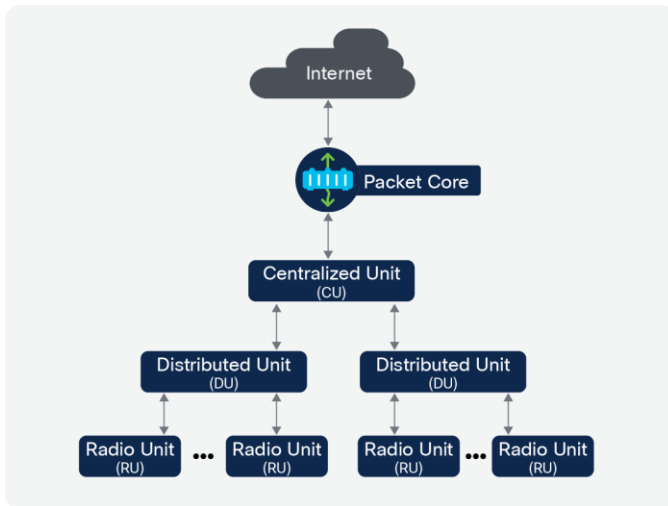 Internet
Packet Core
Centralized Unit
(CU)
Distributed Unit
(DU)
Distributed Unit
(DU)
Radio Unit
(RU)
•••
Radio Unit
(RU)
Radio Unit
(RU)
•••
Radio Unit
(RU)